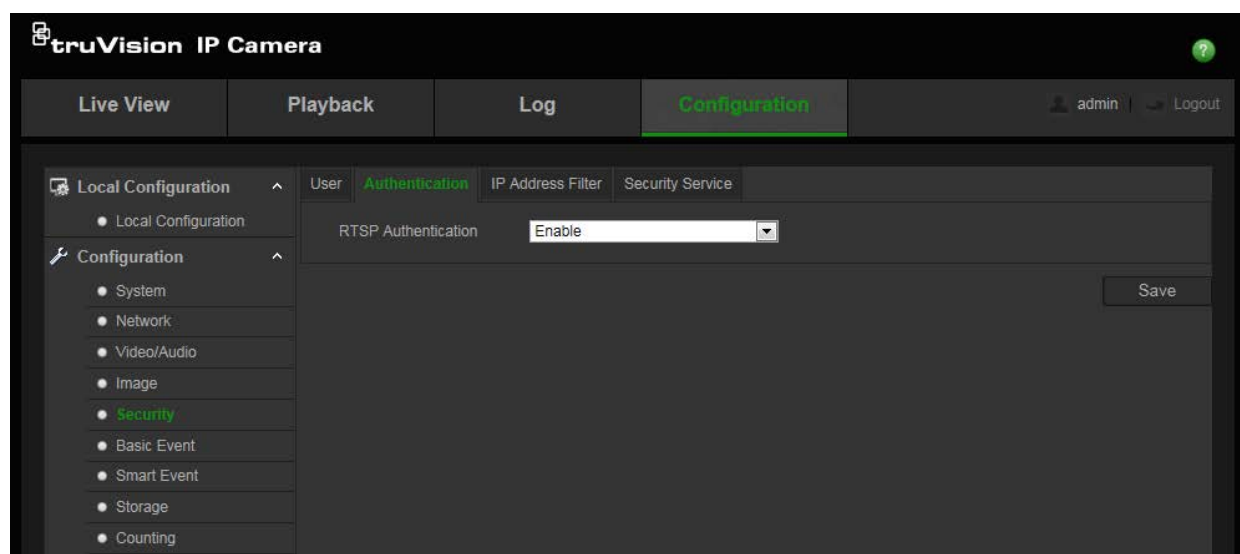 truVision IP Camera
?
Live View Playback Log Configuration admin | Logout
Local Configuration
Local Configuration
Configuration
System
Network
Video/Audio
Image
Security
Basic Event
Smart Event
Storage
Counting
User Authentication IP Address Filter Security Service
RTSP Authentication Enable
Save